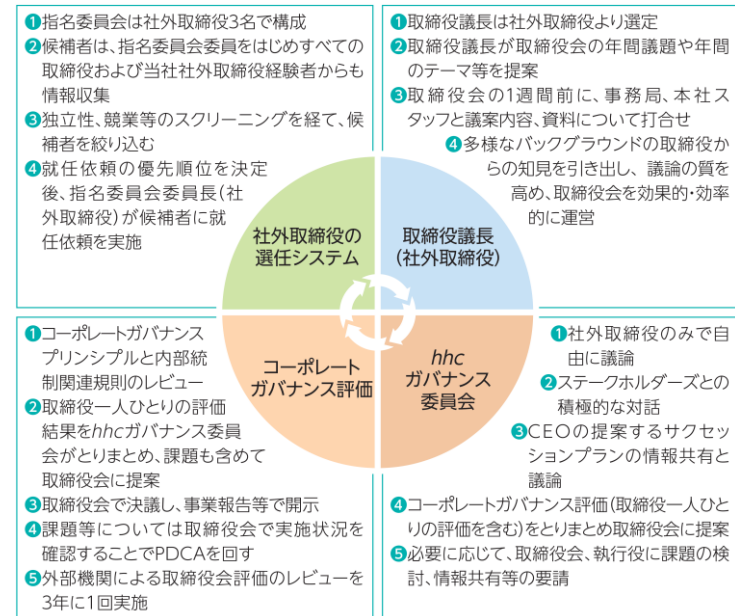 ❶指名委員会は社外取締役3名で構成
❷候補者は、指名委員会委員をはじめすべての
取締役および当社社外取締役経験者からも
情報収集
❸独立性、競業等のスクリーニングを経て、候
補者を絞り込む
❹就任依頼の優先順位を決定
後、指名委員会委員長(社
外取締役)が候補者に就
任依頼を実施
社外取締役の
選任システム
❶取締役議長は社外取締役より選定
❷取締役議長が取締役会の年間議題や年間
のテーマ等を提案
❸取締役会の1週間前に、事務局、本社ス
タッフと議案内容、資料について打合せ
❹多様なバックグラウンドの取締役か
らの知見を引き出し、議論の質を
高め、取締役会を効果的・効率
的に運営
取締役議長
(社外取締役)
❶コーポレートガバナンス
プリンシプルと内部統
制関連規則のレビュー
❷取締役一人ひとりの評価
結果をhhcガバナンス委員
会がとりまとめ、課題も含めて
取締役会に提案
❸取締役会で決議し、事業報告等で開示
❹課題等については取締役会で実施状況を
確認することでPDCAを回す
❺外部機関による取締役会評価のレビューを
3年に1回実施
コーポレート
ガバナンス評価
hhc
ガバナンス
委員会
❶社外取締役のみで自
由に議論
❷ステークホルダーズとの
積極的な対話
❸CEOの提案するサクセッ
ションプランの情報共有と
議論
❹コーポレートガバナンス評価(取締役一人ひと
りの評価を含む)をとりまとめ取締役会に提案
❺必要に応じて、取締役会、執行役に課題の検
討、情報共有等の要請